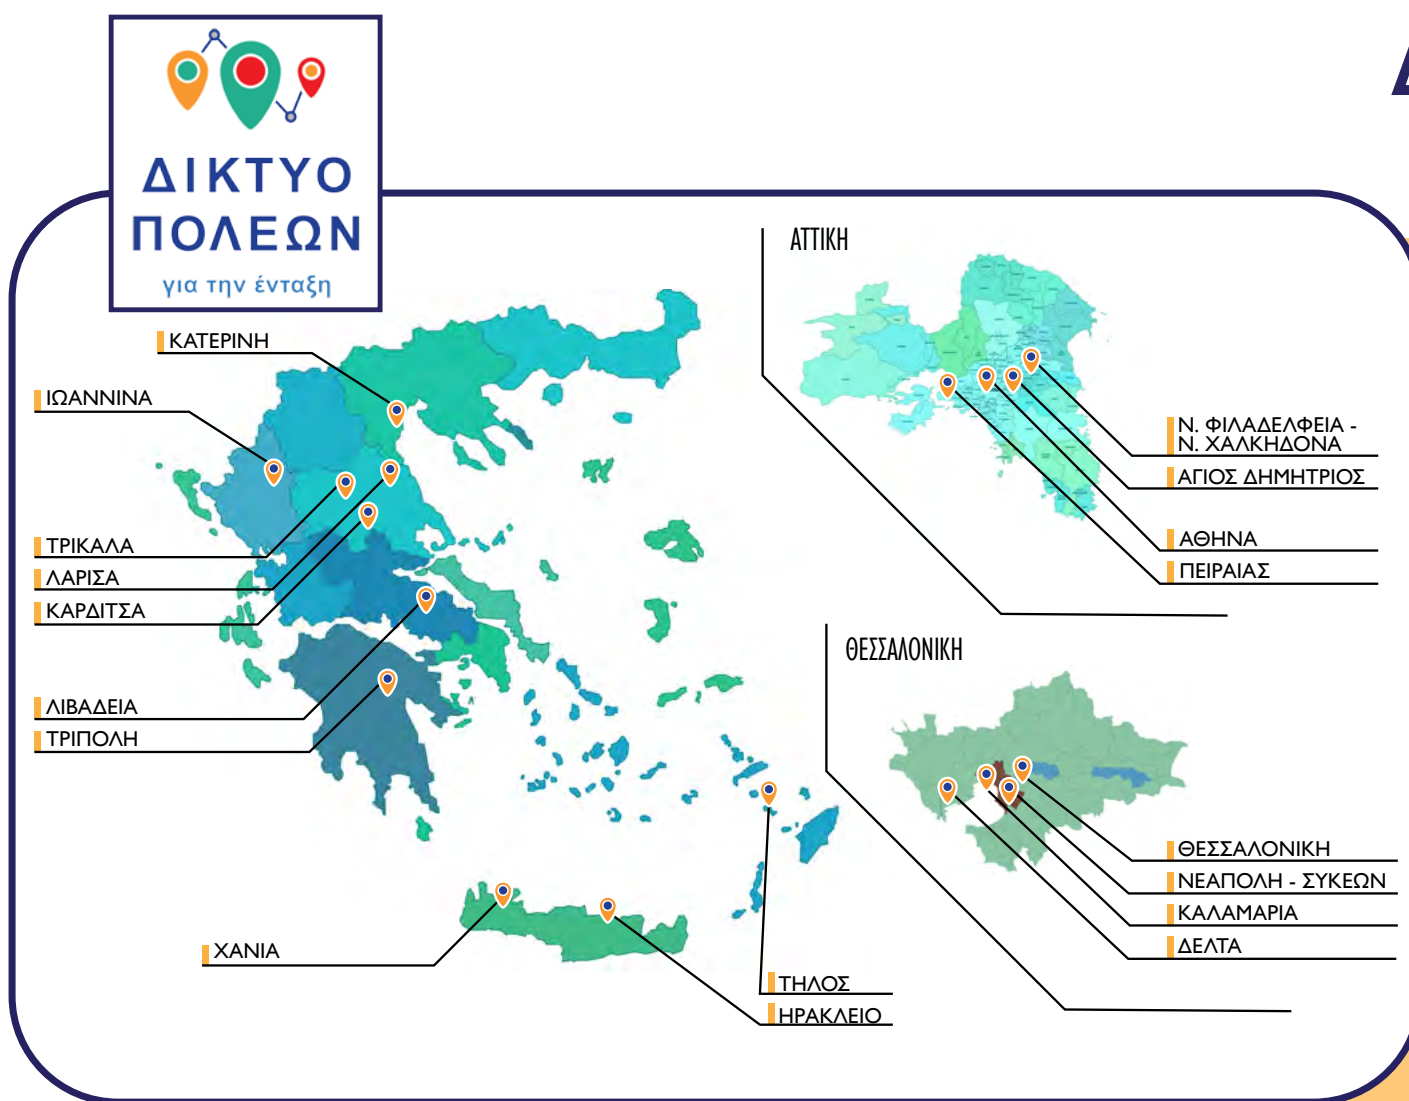 ΔΙΚΤΥΟ
ΠΟΛΕΩΝ
για την ένταξη
ΚΑΤΕΡΙΝΗ
ΙΩΑΝΝΙΝΑ
ΤΡΙΚΑΛΑ
ΛΑΡΙΣΑ
ΚΑΡΔΙΤΣΑ
ΛΙΒΑΔΕΙΑ
ΤΡΙΠΟΛΗ
ΧΑΝΙΑ
ΤΗΛΟΣ
ΗΡΑΚΛΕΙΟ
ΑΤΤΙΚΗ
Ν. ΦΙΛΑΔΕΛΦΕΙΑ -
Ν. ΧΑΛΚΗΔΟΝΑ
ΑΓΙΟΣ ΔΗΜΗΤΡΙΟΣ
ΑΘΗΝΑ
ΠΕΙΡΑΙΑΣ
ΘΕΣΣΑΛΟΝΙΚΗ
ΘΕΣΣΑΛΟΝΙΚΗ
ΝΕΑΠΟΛΗ - ΣΥΚΕΩΝ
ΚΑΛΑΜΑΡΙΑ
ΔΕΛΤΑ